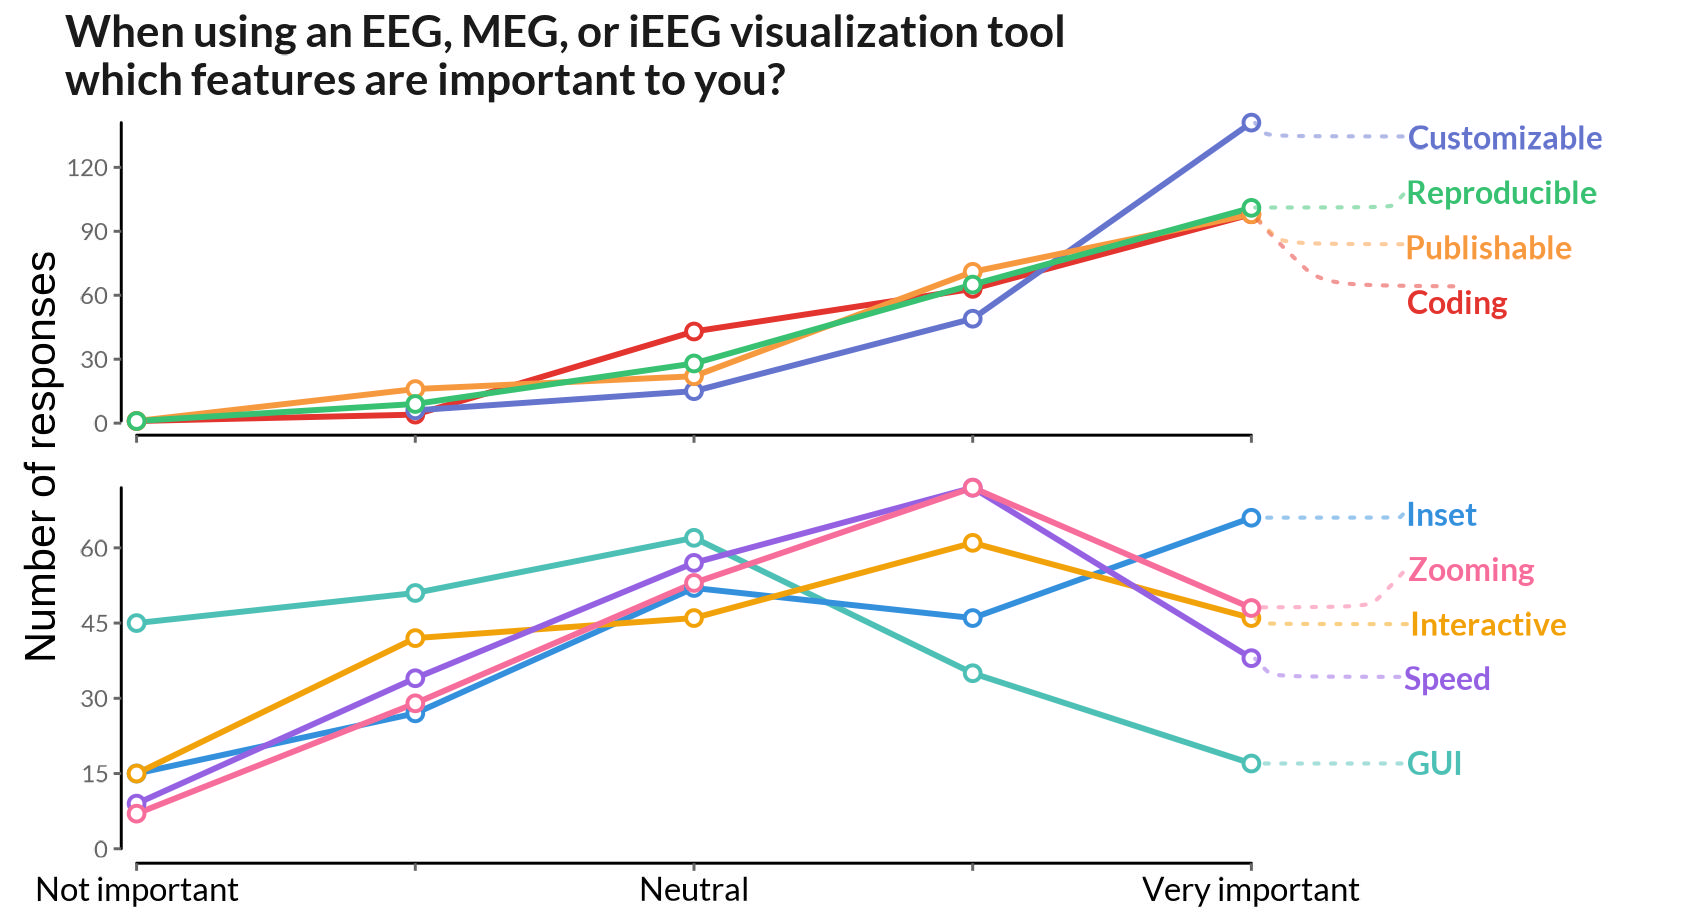 When using an EEG, MEG, or iEEG visualization tool
which features are important to you?
Number of responses
120
90
60
30
0
Customizable
Reproducible
Publishable
Coding
60
45
30
15
0
Inset
Zooming
Interactive
Speed
GUI
Not important
Neutral
Very important